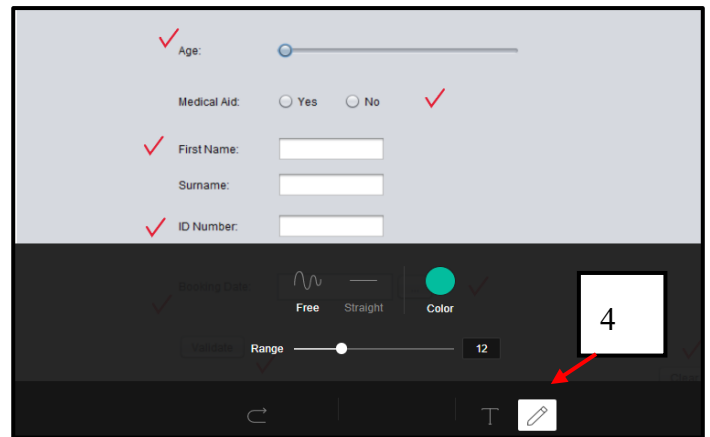 Age:
Medical Aid: Yes No
First Name:
Surname:
ID Number:
Booking Date
Free Straight Color
4
Validate Range 12
T